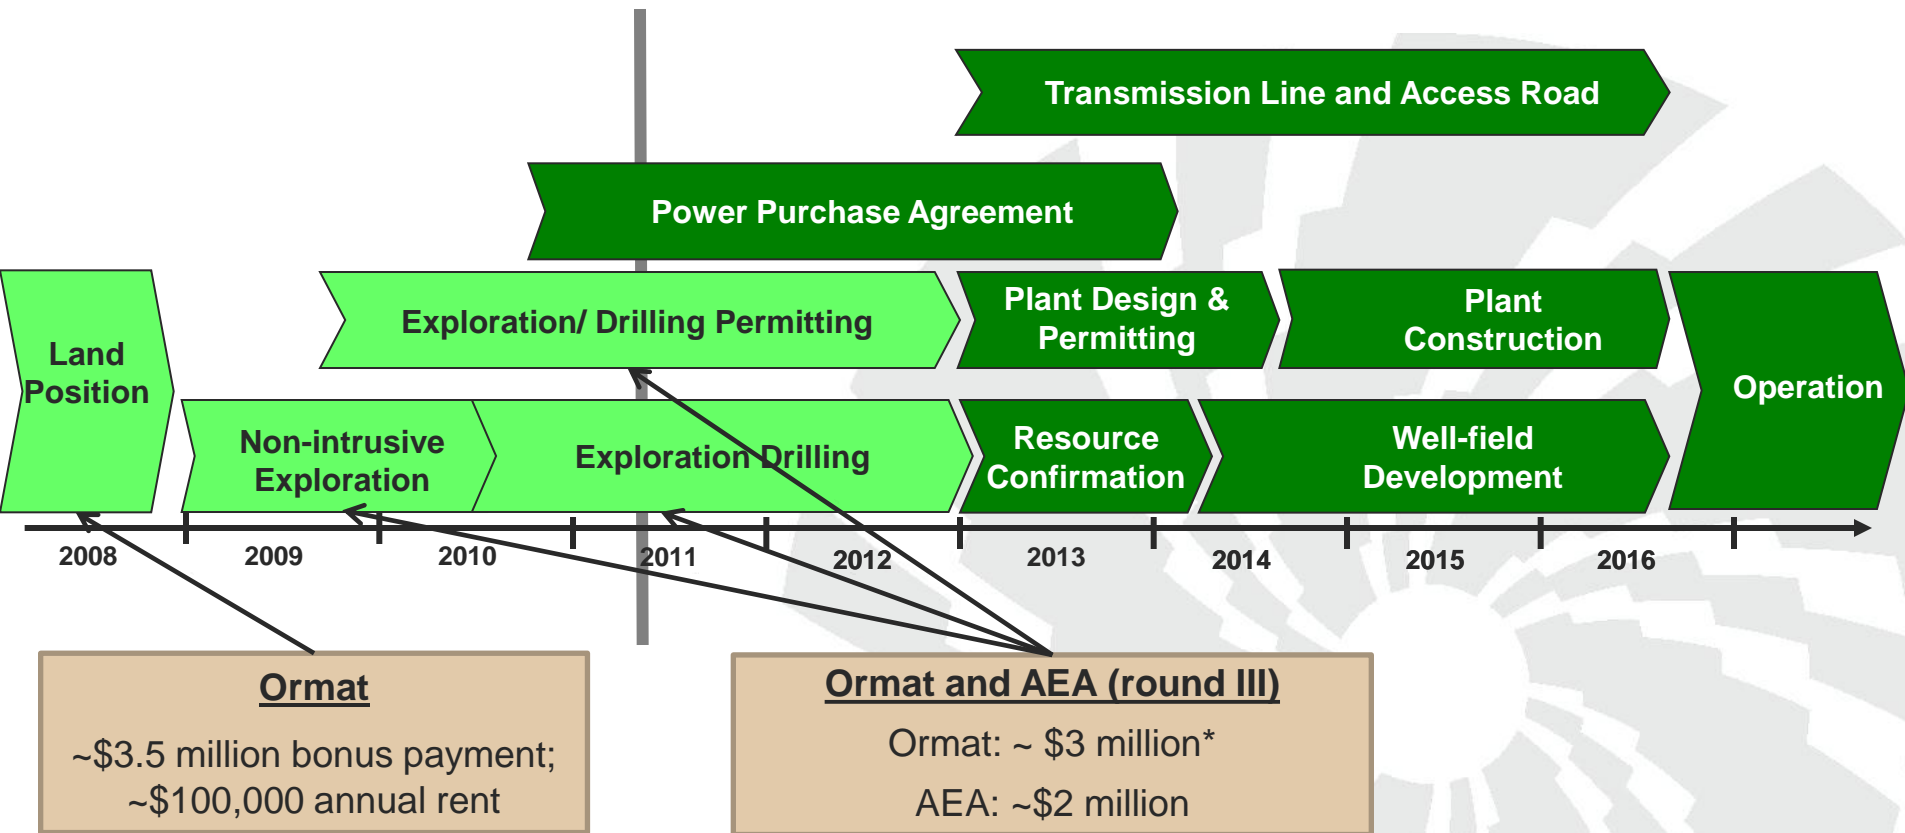 Transmission Line and Access Road
Power Purchase Agreement
Land
Position
Exploration/ Drilling Permitting
Plant Design &
Permitting
Plant
Construction
Operation
Non-intrusive
Exploration
Exploration Drilling
Resource
Confirmation
Well-field
Development
2008
2009
2010
2011
2012
2013
2014
2015
2016
Ormat
~$3.5 million bonus payment;
~$100,000 annual rent
Ormat and AEA (round III)
Ormat: ~ $3 million*
AEA: ~$2 million